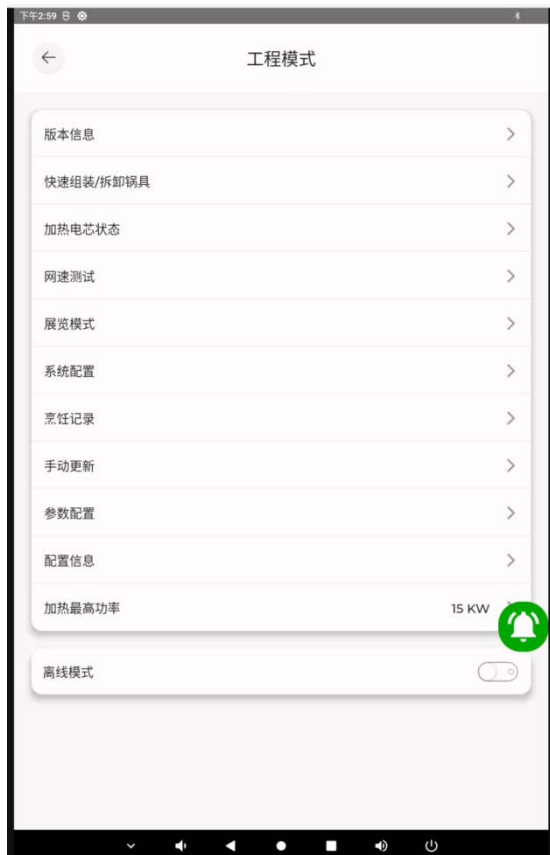 下午2:59
工程模式
版本信息
快速组装/拆卸锅具
加热电芯状态
网速测试
展览模式
系统配置
烹饪记录
手动更新
参数配置
配置信息
加热最高功率 15 KW
离线模式